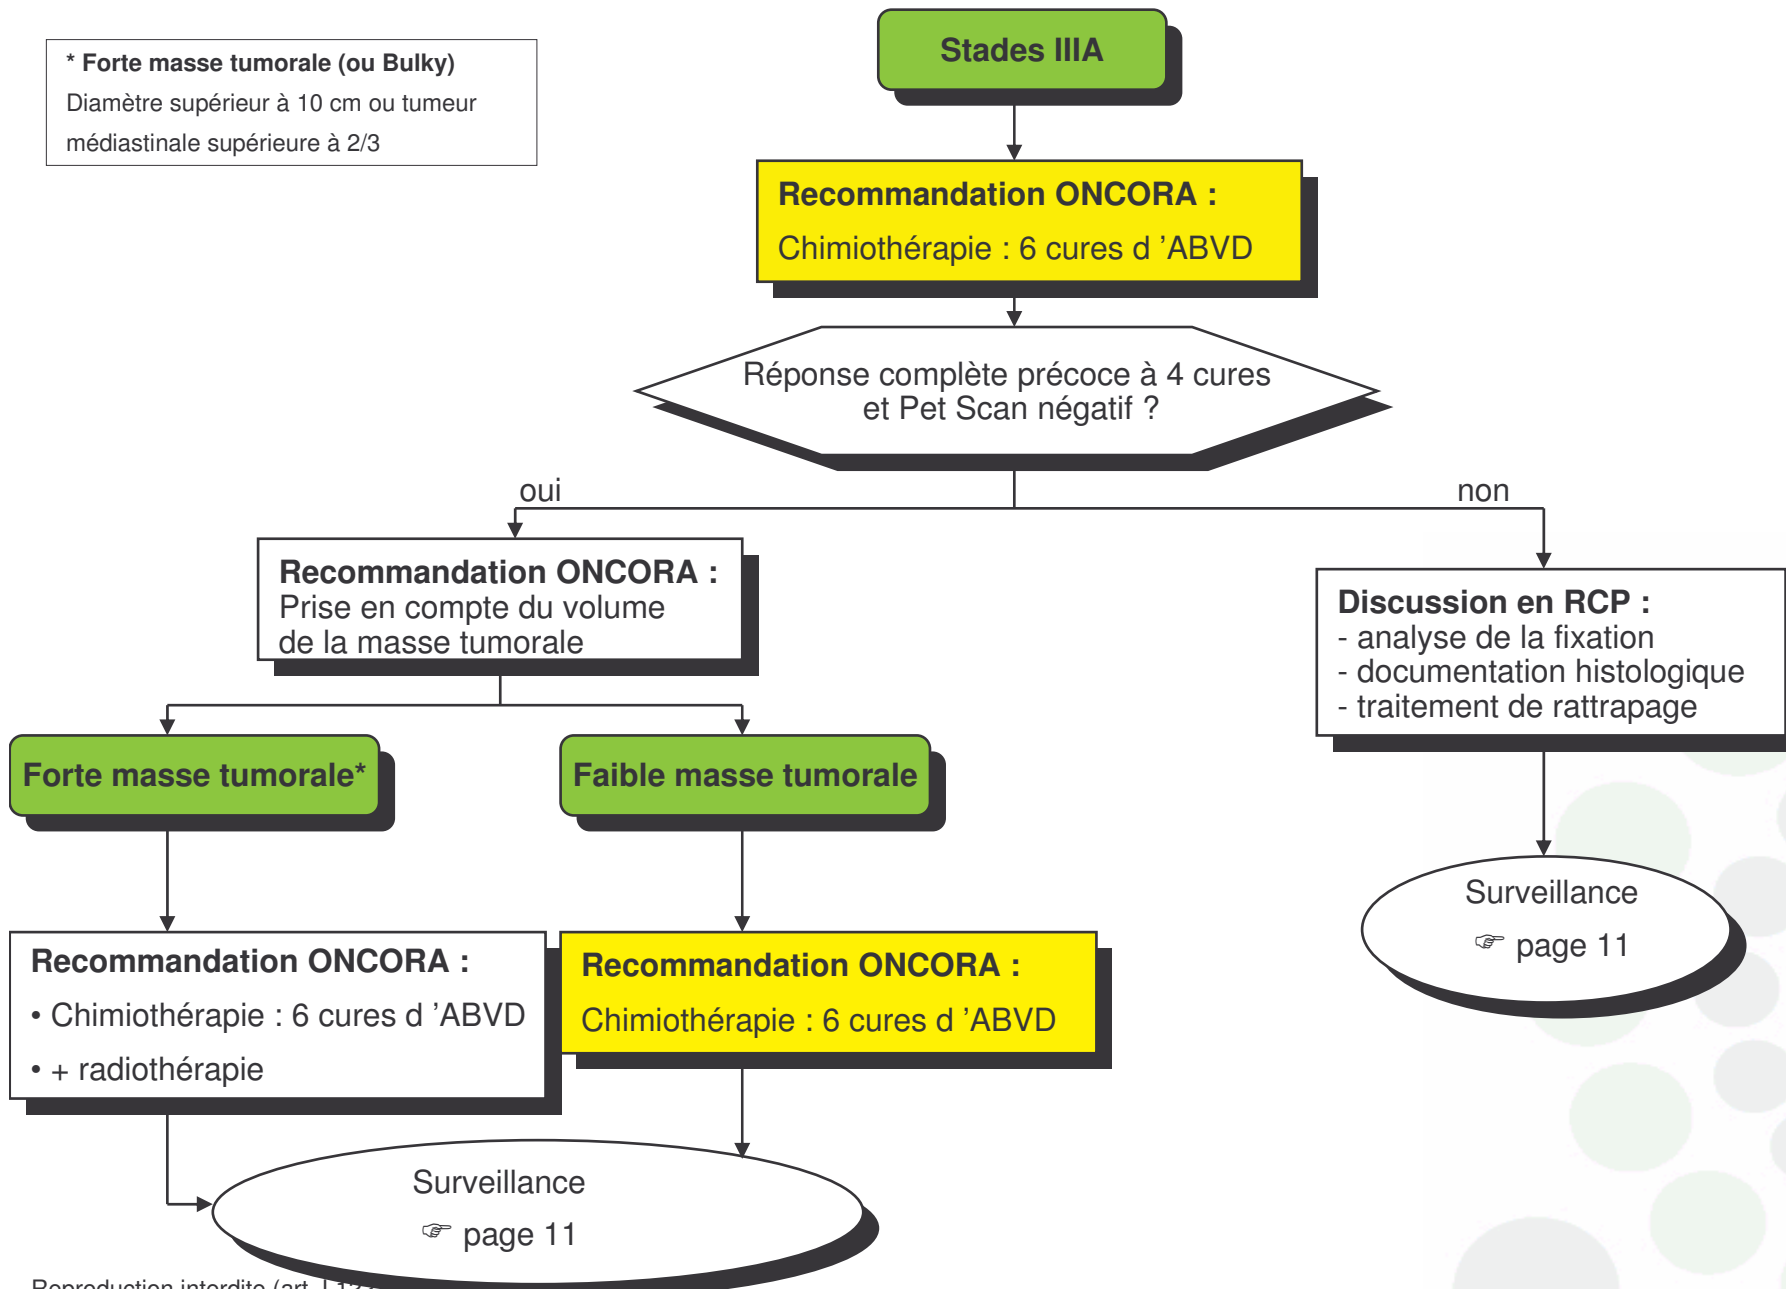 * Forte masse tumorale (ou Bulky)
Diamètre supérieur à 10 cm ou tumeur
médiastinale supérieure à 2/3
Stades IIIA
Recommandation ONCORA :
Chimiothérapie : 6 cures d ’ABVD
Réponse complète précoce à 4 cures
et Pet Scan négatif ?
oui
non
Recommandation ONCORA :
Prise en compte du volume
de la masse tumorale
Discussion en RCP :
- analyse de la fixation
- documentation histologique
- traitement de rattrapage
Forte masse tumorale*
Faible masse tumorale
Surveillance
☞ page 11
Recommandation ONCORA :
• Chimiothérapie : 6 cures d ’ABVD
• + radiothérapie
Recommandation ONCORA :
Chimiothérapie : 6 cures d ’ABVD
Surveillance
☞ page 11
Reproduction interdite (art.